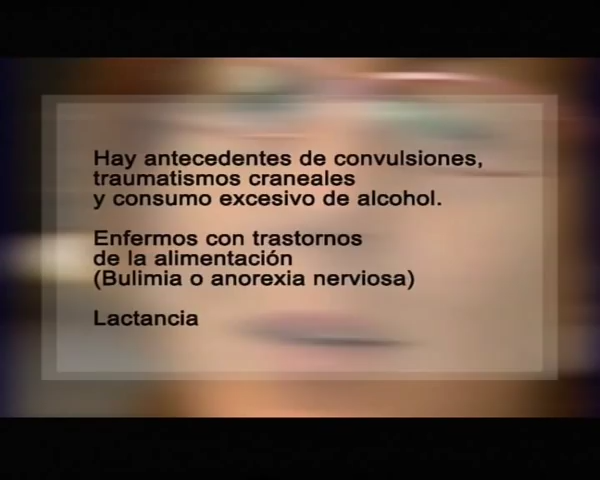 Hay antecedentes de convulsiones,
traumatismos craneales
y consumo excesivo de alcohol.
Enfermos con trastornos
de la alimentación
(Bulimia o anorexia nerviosa)
Lactancia